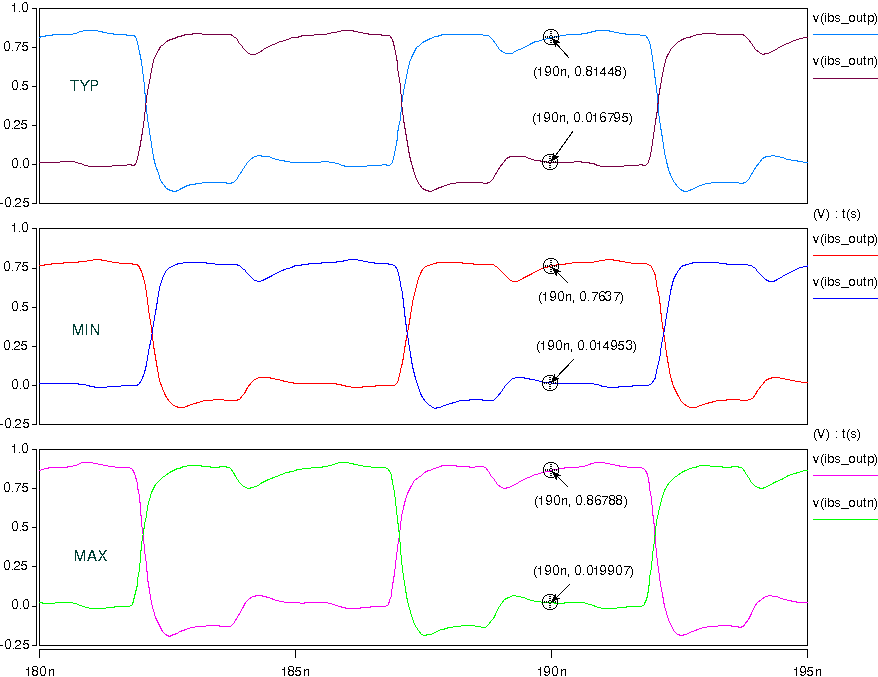 1.0
v(ibs_outp)
0.75
v(ibs_outn)
(190n, 0.81448)
TYP
0.5
(190n, 0.016795)
0.25
0.0
-0.25
(V) : t(s)
1.0
v(ibs_outp)
0.75
v(ibs_outn)
(190n, 0.7637)
MIN
0.5
(190n, 0.014953)
0.25
0.0
-0.25
(V) : t(s)
1.0
v(ibs_outp)
0.75
v(ibs_outn)
(190n, 0.86788)
0.5
MAX
0.25
(190n, 0.019907)
0.0
-0.25
180n 185n 190n 195n